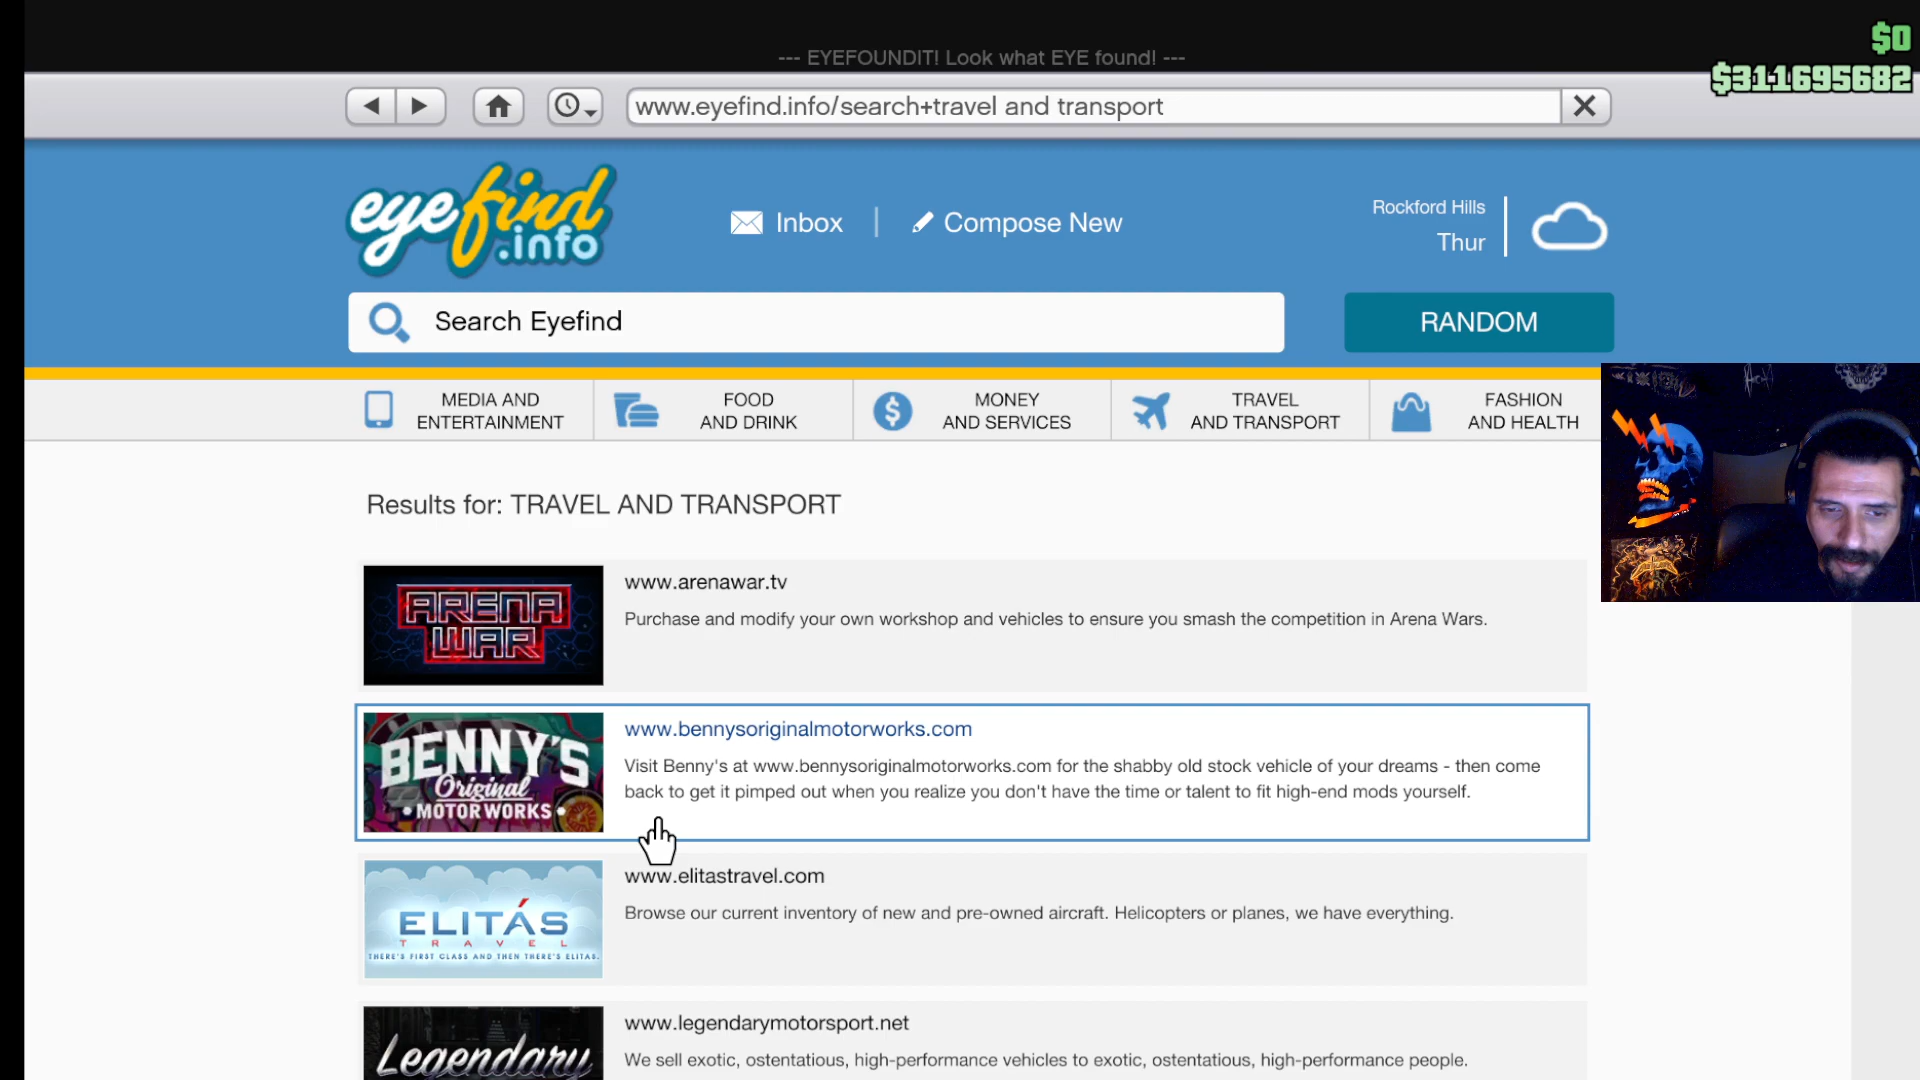 $0
--- EYEFOUNDIT! Look what EYE found! ---
$311695682
www.eyefind.info/search+travel and transport
eyefind.info
Inbox
Compose New
Rockford Hills
Thur
Search Eyefind
RANDOM
MEDIA AND
ENTERTAINMENT
FOOD
AND DRINK
MONEY
AND SERVICES
TRAVEL
AND TRANSPORT
FASHION
AND HEALTH
Results for: TRAVEL AND TRANSPORT
ARENA
WAR
www.arenawar.tv
Purchase and modify your own workshop and vehicles to ensure you smash the competition in Arena Wars.
BENNY'S
Original
MOTOR WORKS
www.bennysoriginalmotorworks.com
Visit Benny's at www.bennysoriginalmotorworks.com for the shabby old stock vehicle of your dreams - then come
back to get it pimped out when you realize you don't have the time or talent to fit high-end mods yourself.
ELITÁS
TRAVEL
THERE'S FIRST CLASS AND THEN THERE'S ELITAS.
www.elitastravel.com
Browse our current inventory of new and pre-owned aircraft. Helicopters or planes, we have everything.
Legendary
www.legendarymotorsport.net
We sell exotic, ostentatious, high-performance vehicles to exotic, ostentatious, high-performance people.